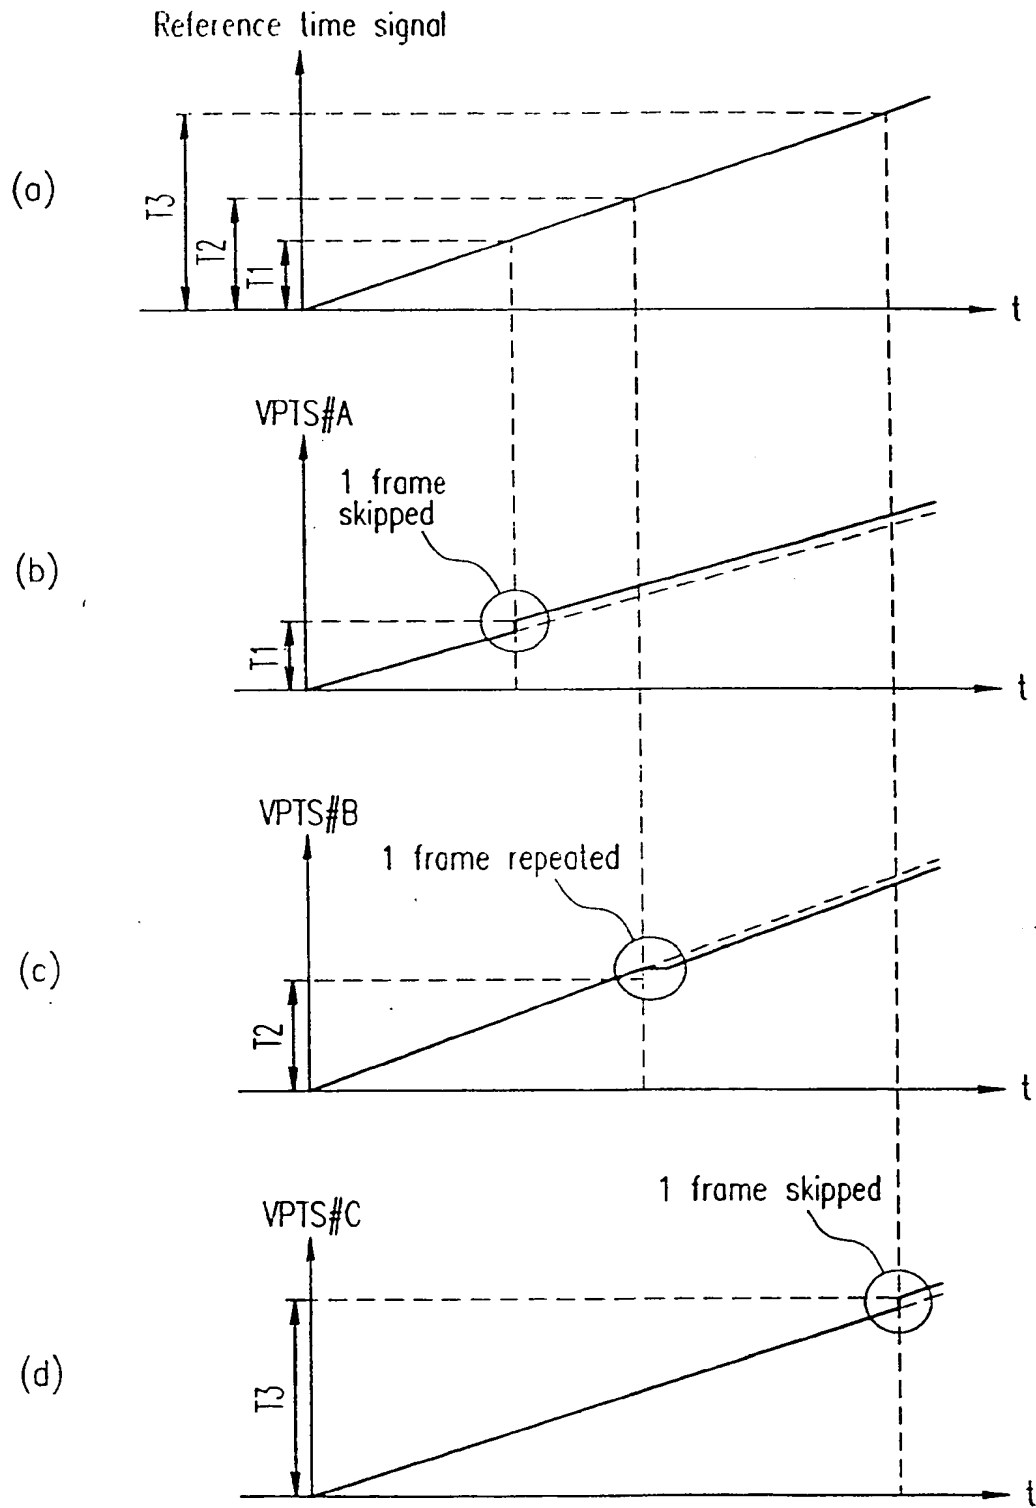 Reference time signal
(a)
T3
T2
T1
t
VPTS#A
1 frame
skipped
(b)
T1
t
VPTS#B
1 frame repeated
(c)
T2
t
1 frame skipped
VPTS#C
(d)
T3
t